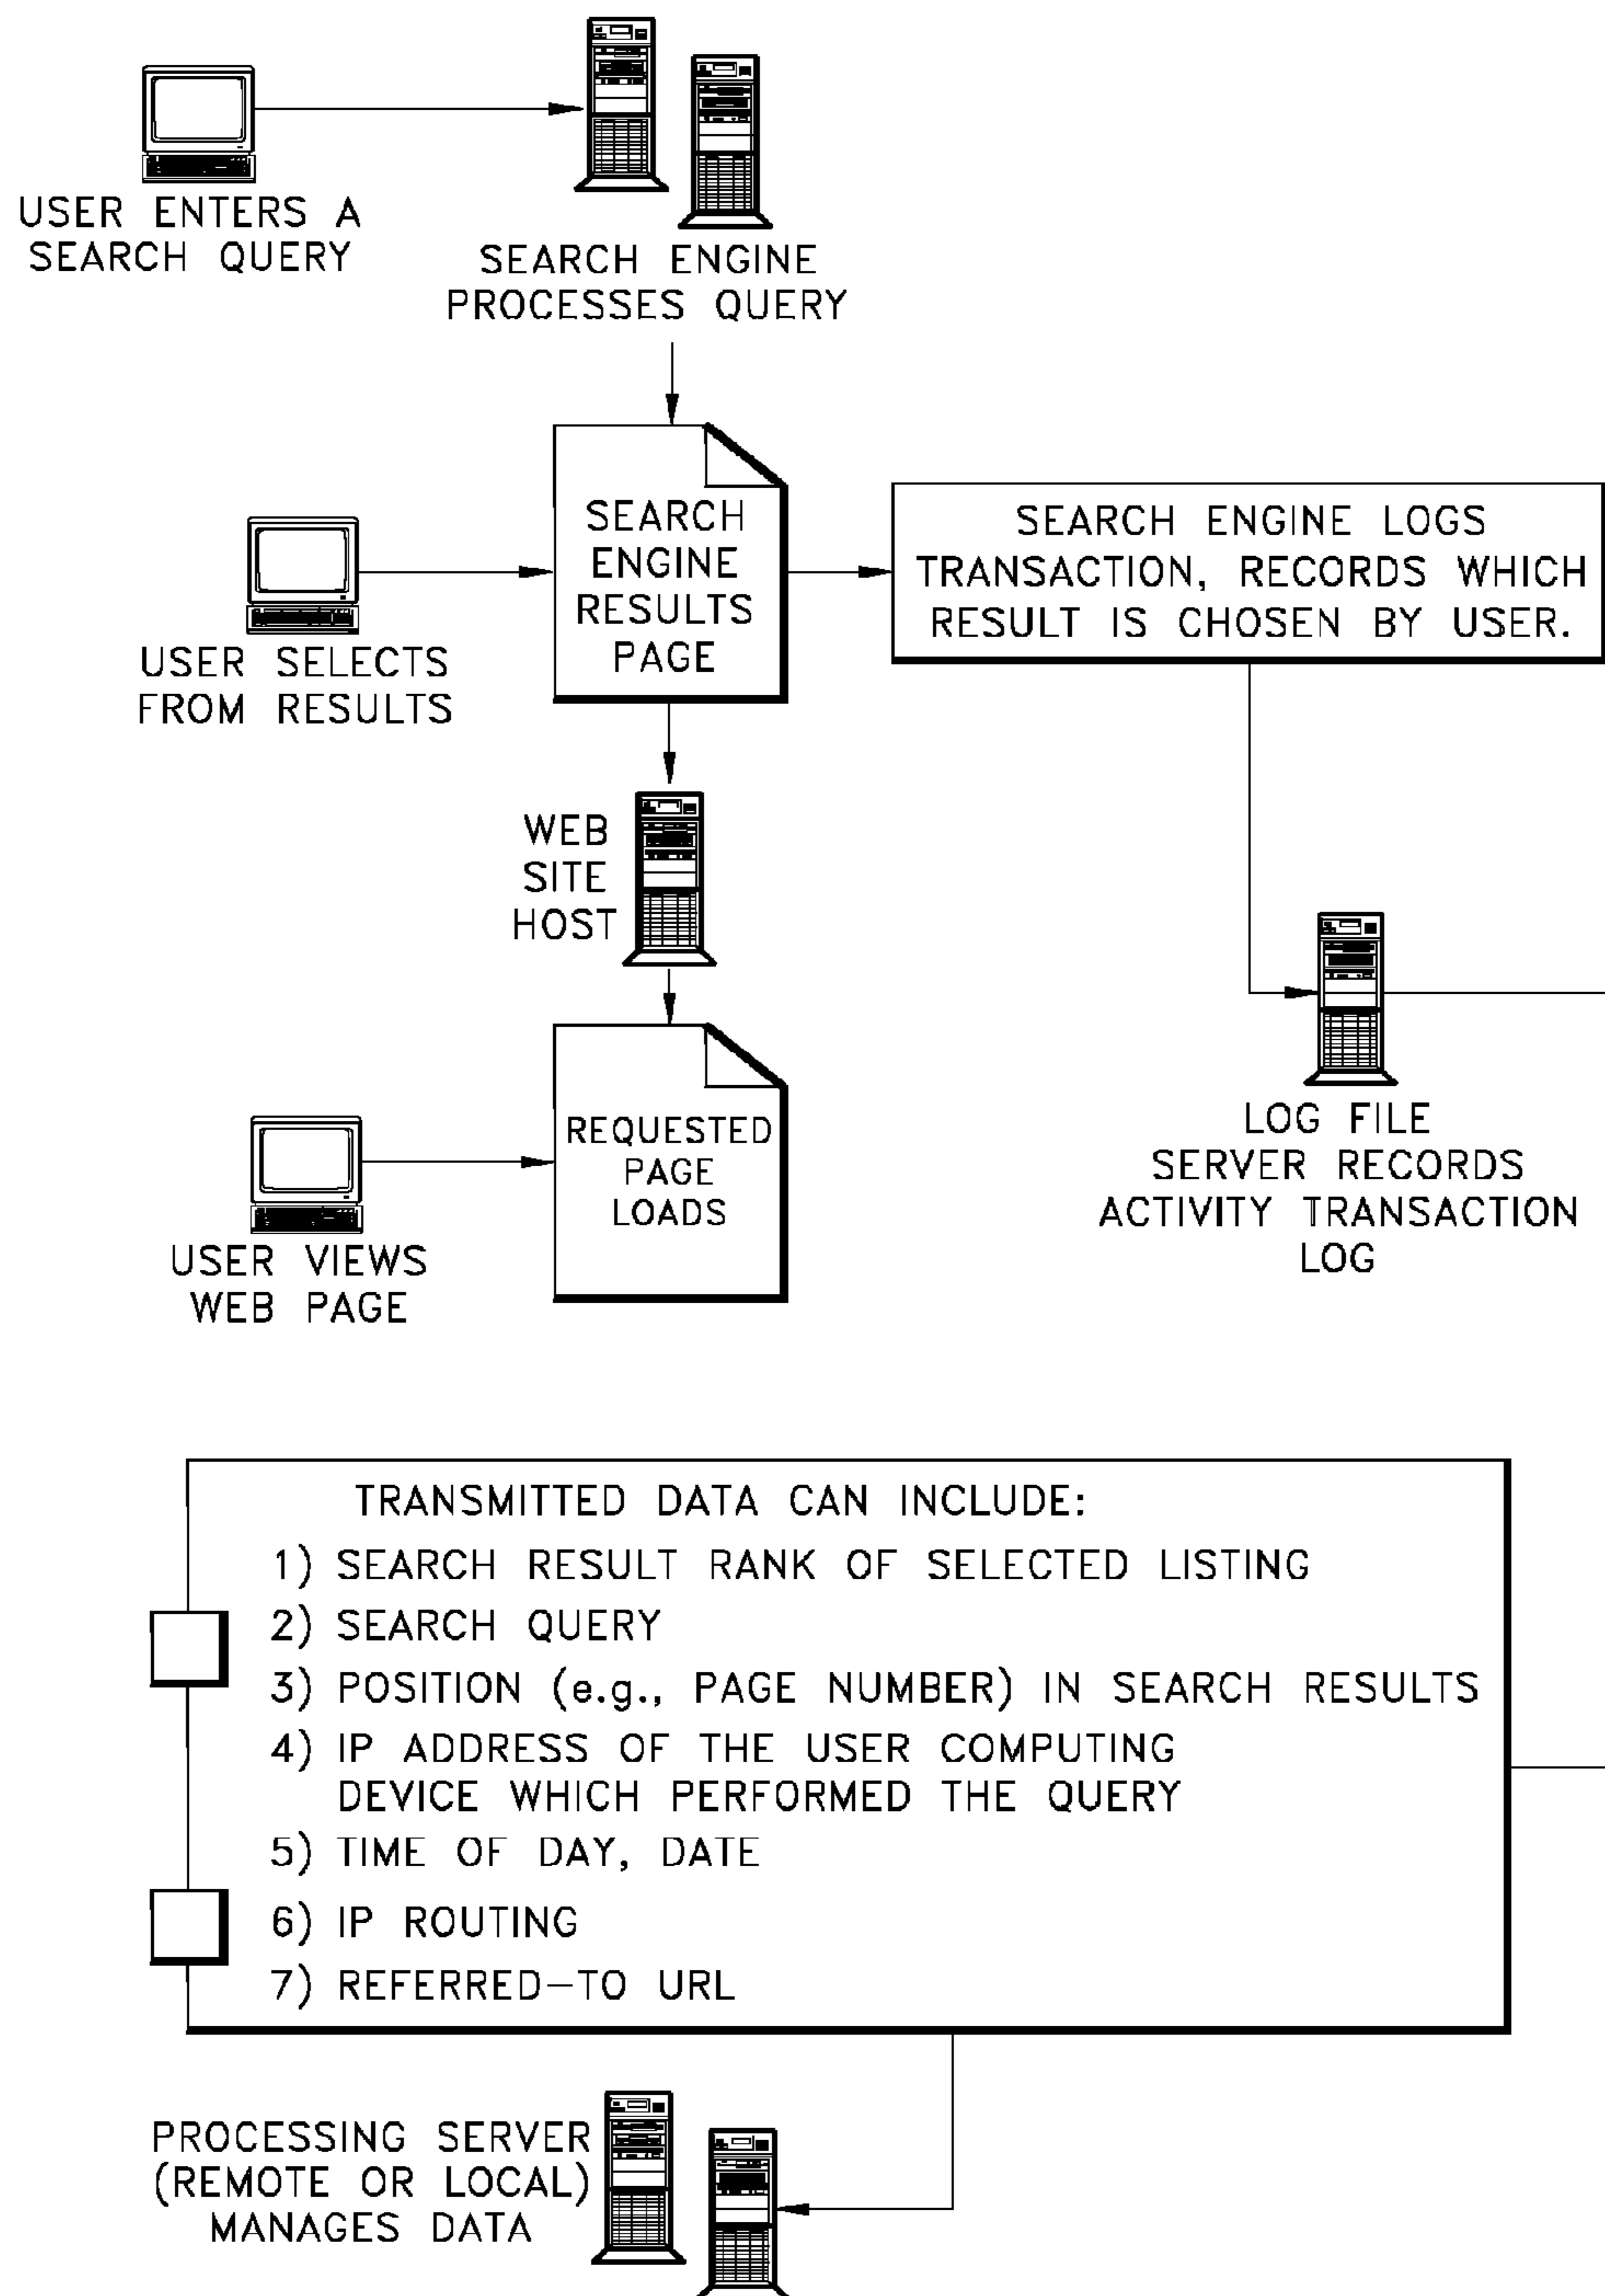 USER ENTERS A
SEARCH QUERY
SEARCH ENGINE
PROCESSES QUERY
SEARCH
ENGINE
RESULTS
PAGE
SEARCH ENGINE LOGS
TRANSACTION, RECORDS WHICH
RESULT IS CHOSEN BY USER.
USER SELECTS
FROM RESULTS
WEB
SITE
HOST
REQUESTED
PAGE
LOADS
USER VIEWS
WEB PAGE
LOG FILE
SERVER RECORDS
ACTIVITY TRANSACTION
LOG
TRANSMITTED DATA CAN INCLUDE:
1) SEARCH RESULT RANK OF SELECTED LISTING
2) SEARCH QUERY
3) POSITION (e.g., PAGE NUMBER) IN SEARCH RESULTS
4) IP ADDRESS OF THE USER COMPUTING
DEVICE WHICH PERFORMED THE QUERY
5) TIME OF DAY, DATE
6) IP ROUTING
7) REFERRED-TO URL
PROCESSING SERVER
(REMOTE OR LOCAL)
MANAGES DATA